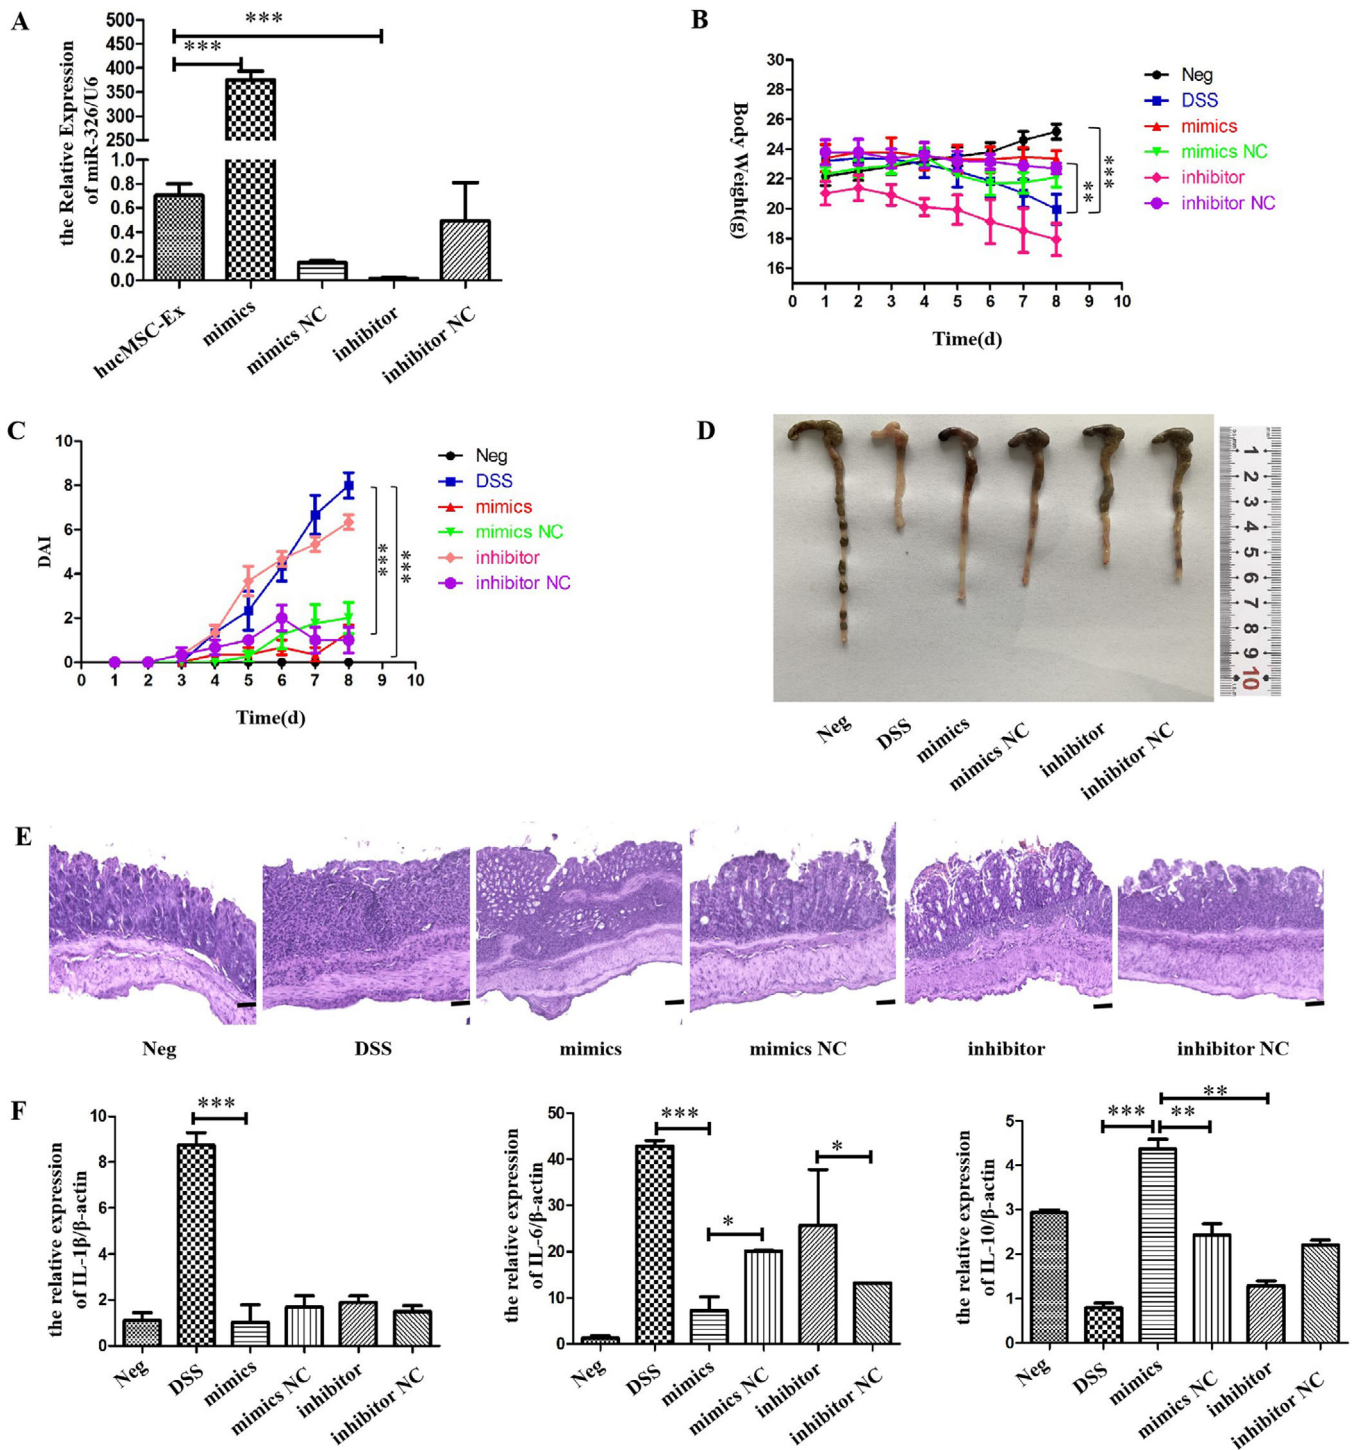 A
the Relative Expression
of miR-326/U6
500
450
400
350
300
250
1.0
0.8
0.6
0.4
0.2
0.0
***
***
hucMSC-Ex
mimics
mimics NC
inhibitor
inhibitor NC
B
Body Weight(g)
30
28
26
24
22
20
18
16
0 1 2 3 4 5 6 7 8 9 10
Time(d)
Neg
DSS
mimics
mimics NC
inhibitor
inhibitor NC
**
***
C
DAI
10
8
6
4
2
0
0 1 2 3 4 5 6 7 8 9 10
Time(d)
Neg
DSS
mimics
mimics NC
inhibitor
inhibitor NC
***
***
D
1
2
3
4
5
6
7
8
9
10
Neg
DSS
mimics
mimics NC
inhibitor
inhibitor NC
E
Neg
DSS
mimics
mimics NC
inhibitor
inhibitor NC
F
the relative expression
of IL-1β/β-actin
10
8
6
4
2
0
***
Neg
DSS
mimics
mimics NC
inhibitor
inhibitor NC
the relative expression
of IL-6/β-actin
50
40
30
20
10
0
***
*
*
Neg
DSS
mimics
mimics NC
inhibitor
inhibitor NC
the relative expression
of IL-10/β-actin
5
4
3
2
1
0
***
**
**
Neg
DSS
mimics
mimics NC
inhibitor
inhibitor NC